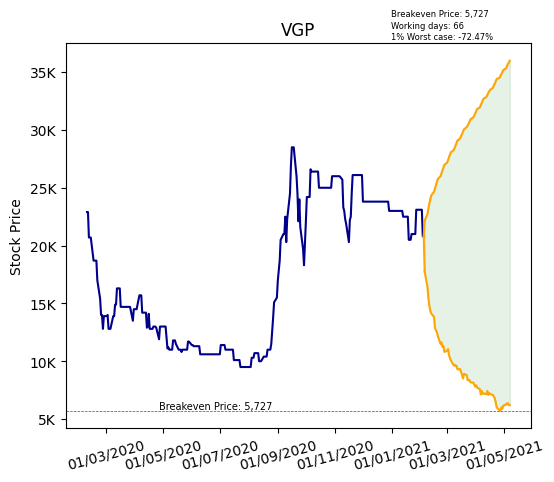 Breakeven Price: 5,727
Working days: 66
1% Worst case: -72.47%
VGP
Stock Price
35K
30K
25K
20K
15K
10K
5K
Breakeven Price: 5,727
01/03/2020
01/05/2020
01/07/2020
01/09/2020
01/11/2020
01/01/2021
01/03/2021
01/05/2021